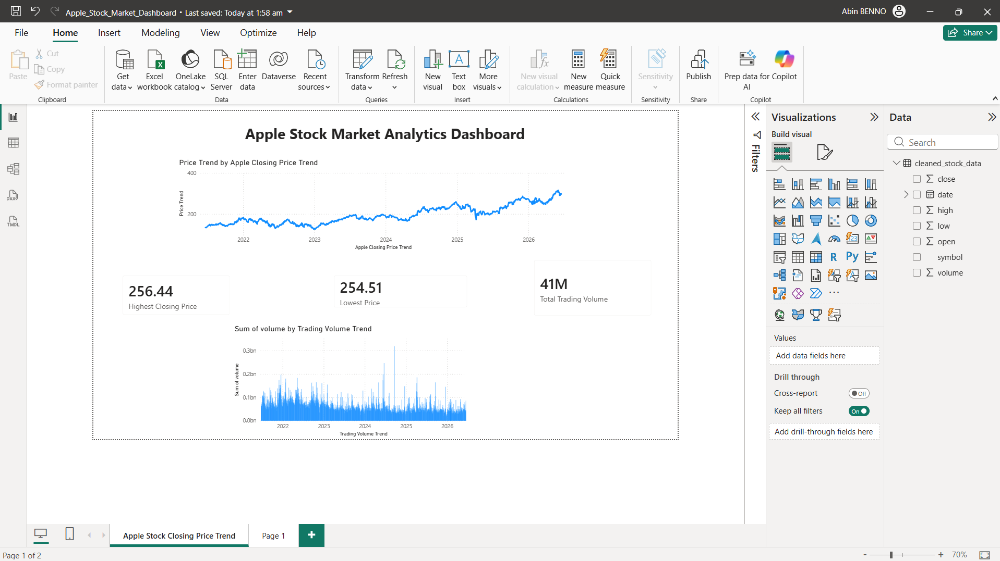 Apple_Stock_Market_Dashboard • Last saved: Today at 1:58 am
Abin BENNO
File
Home
Insert
Modeling
View
Optimize
Help
Share
Paste
Cut
Copy
Format painter
Clipboard
Get data
Excel workbook
OneLake catalog
SQL Server
Enter data
Dataverse
Recent sources
Data
Transform data
Refresh
Queries
New visual
Text box
More visuals
Insert
New visual calculation
New measure
Quick measure
Calculations
Sensitivity
Sensitivity
Publish
Share
Prep data for AI
Copilot
Copilot
DAX
TMDL
Apple Stock Market Analytics Dashboard
Price Trend by Apple Closing Price Trend
Price Trend
400
200
2022
2023
2024
2025
2026
Apple Closing Price Trend
256.44
Highest Closing Price
254.51
Lowest Price
41M
Total Trading Volume
Sum of volume by Trading Volume Trend
Sum of volume
0.3bn
0.2bn
0.1bn
0.0bn
2022
2023
2024
2025
2026
Trading Volume Trend
Filters
Visualizations
Build visual
123
R
Py
Values
Add data fields here
Drill through
Cross-report
Off
Keep all filters
On
Add drill-through fields here
Data
Search
cleaned_stock_data
close
date
high
low
open
symbol
volume
Apple Stock Closing Price Trend
Page 1
Page 1 of 2
70%